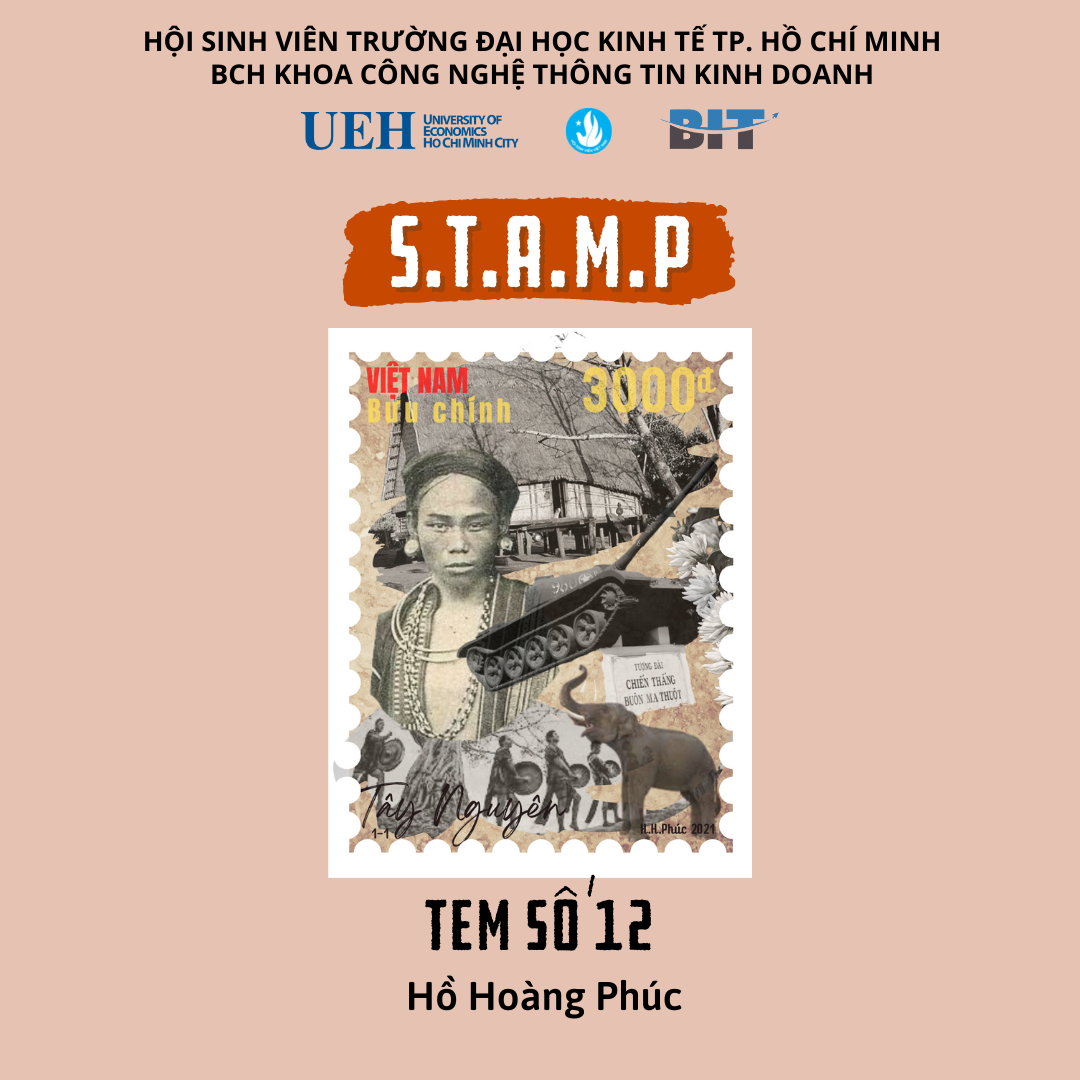 HỘI SINH VIÊN TRƯỜNG ĐẠI HỌC KINH TẾ TP. HỒ CHÍ MINH
BCH KHOA CÔNG NGHỆ THÔNG TIN KINH DOANH
UEH UNIVERSITY OF
ECONOMICS
HO CHI MINH CITY
BIT
S.T.A.M.P
VIỆT NAM
Bưu chính
3000đ
TƯỢNG ĐÀI
CHIẾN THẮNG
BUÔN MA THUỘT
Tây Nguyên
1-1
H.H.Phúc 2021
TEM SỐ 12
Hồ Hoàng Phúc